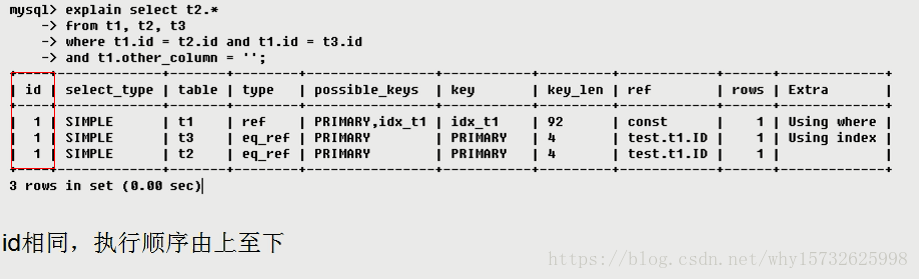 mysql> explain select t2.*
    -> from t1, t2, t3
    -> where t1.id = t2.id and t1.id = t3.id
    -> and t1.other_column = '';
+----+-------------+-------+--------+----------------+---------+---------+------------+------+-------------+
| id | select_type | table | type   | possible_keys  | key     | key_len | ref        | rows | Extra       |
+----+-------------+-------+--------+----------------+---------+---------+------------+------+-------------+
| 1 | SIMPLE | t1 | ref | PRIMARY,idx_t1 | idx_t1 | 92 | const | 1 | Using where |
| 1 | SIMPLE | t3 | eq_ref | PRIMARY | PRIMARY | 4 | test.t1.ID | 1 | Using index |
| 1 | SIMPLE | t2 | eq_ref | PRIMARY | PRIMARY | 4 | test.t1.ID | 1 | |
+----+-------------+-------+--------+----------------+---------+---------+------------+------+-------------+
3 rows in set (0.00 sec)
id相同，执行顺序由上至下
https://blog.csdn.net/why15732625998